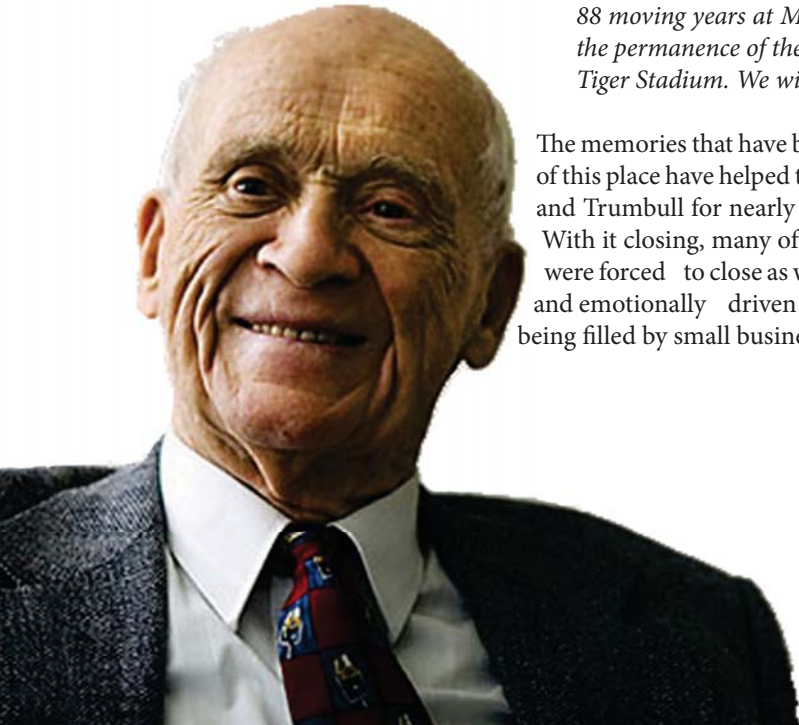 88 moving years at M
the permanence of the
Tiger Stadium. We wi
The memories that have b
of this place have helped t
and Trumbull for nearly
With it closing, many of
were forced to close as w
and emotionally driven
being filled by small busine